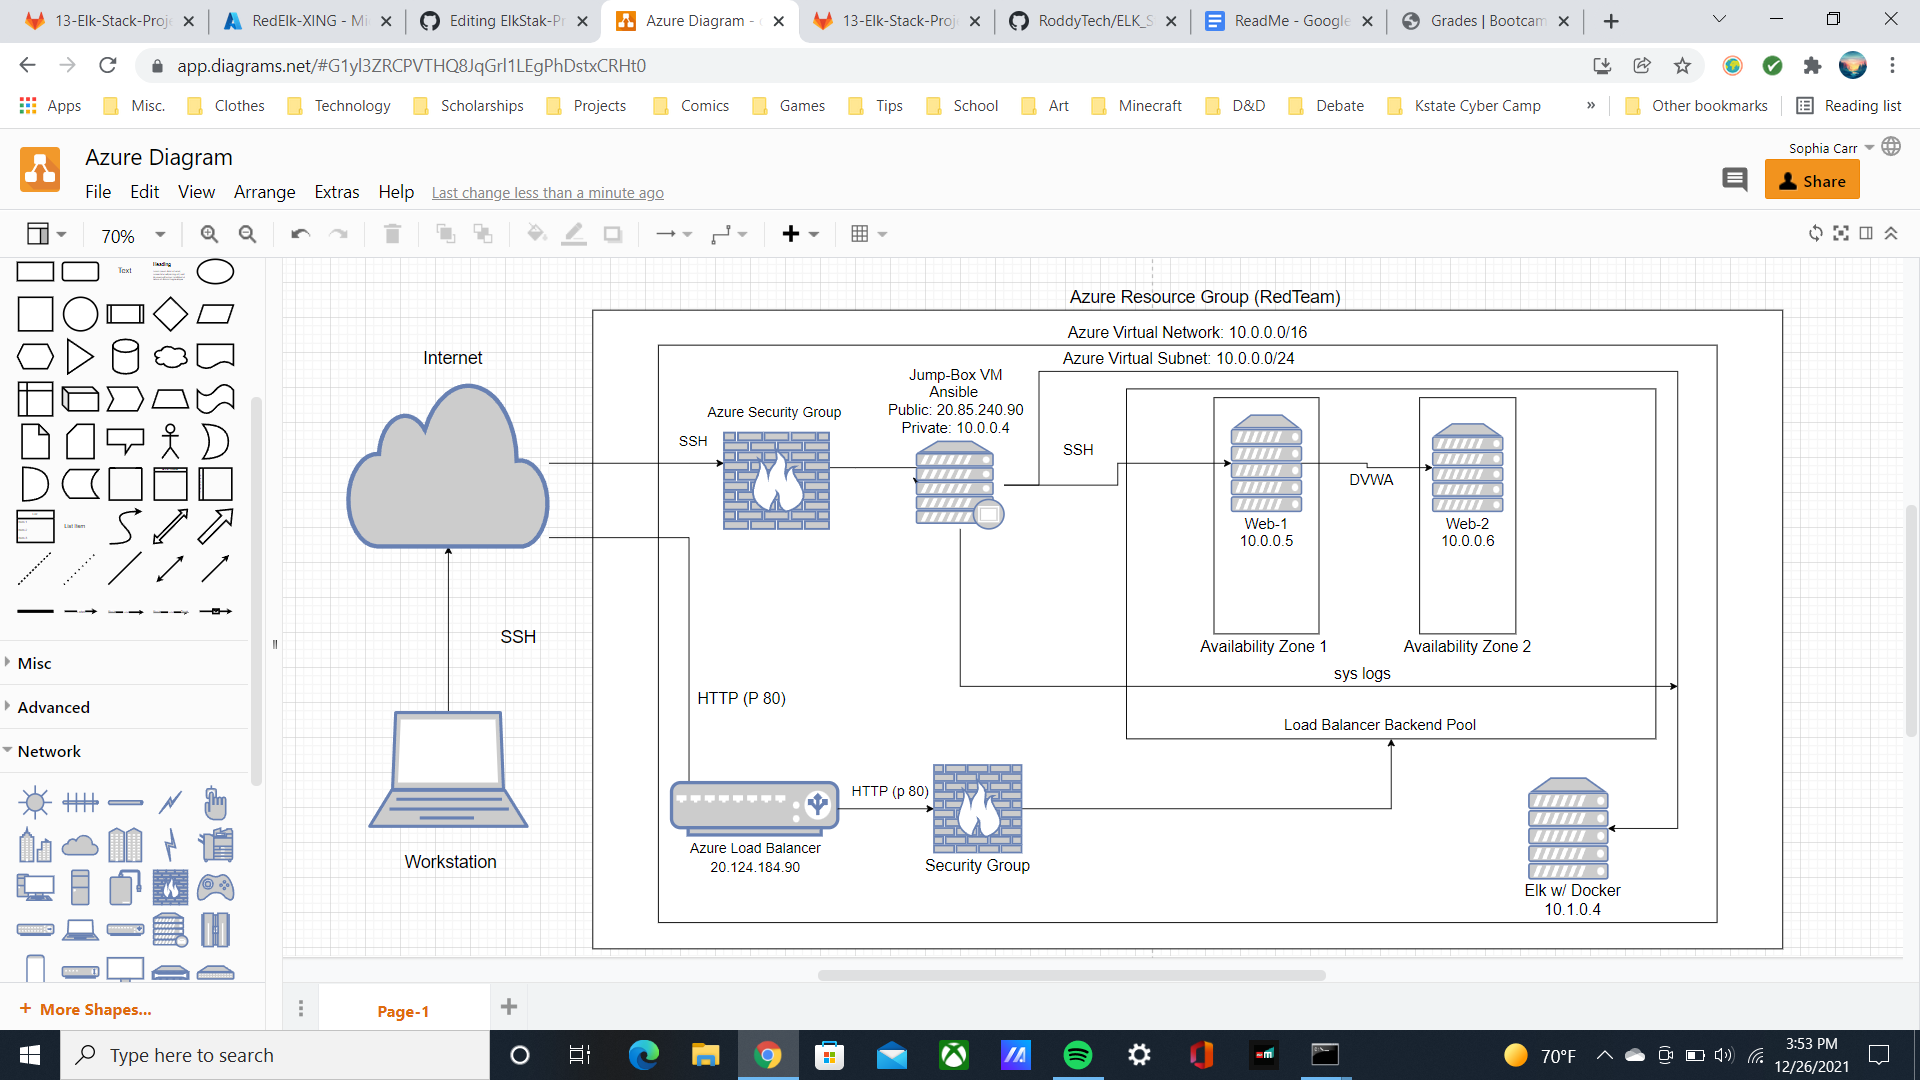 13-Elk-Stack-Proje
RedElk-XING - Mi
Editing ElkStak-Pr
Azure Diagram -
13-Elk-Stack-Proje
RoddyTech/ELK_S
ReadMe - Google
Grades | Bootcam
app.diagrams.net/#G1yl3ZRCPVTHQ8JqGrl1LEgPhDstxCRHt0
Apps
Misc.
Clothes
Technology
Scholarships
Projects
Comics
Games
Tips
School
Art
Minecraft
D&D
Debate
Kstate Cyber Camp
»
Other bookmarks
Reading list
Azure Diagram
Sophia Carr
File Edit View Arrange Extras Help Last change less than a minute ago
Share
70%
Text
Heading
List Item
Misc
Advanced
Network
+ More Shapes...
Azure Resource Group (RedTeam)
Azure Virtual Network: 10.0.0.0/16
Azure Virtual Subnet: 10.0.0.0/24
Internet
Jump-Box VM
Ansible
Public: 20.85.240.90
Private: 10.0.0.4
Azure Security Group
SSH
SSH
DVWA
Web-1
10.0.0.5
Web-2
10.0.0.6
SSH
Availability Zone 1
Availability Zone 2
sys logs
HTTP (P 80)
Load Balancer Backend Pool
HTTP (p 80)
Azure Load Balancer
20.124.184.90
Security Group
Workstation
Elk w/ Docker
10.1.0.4
Page-1
Type here to search
70°F
3:53 PM
12/26/2021